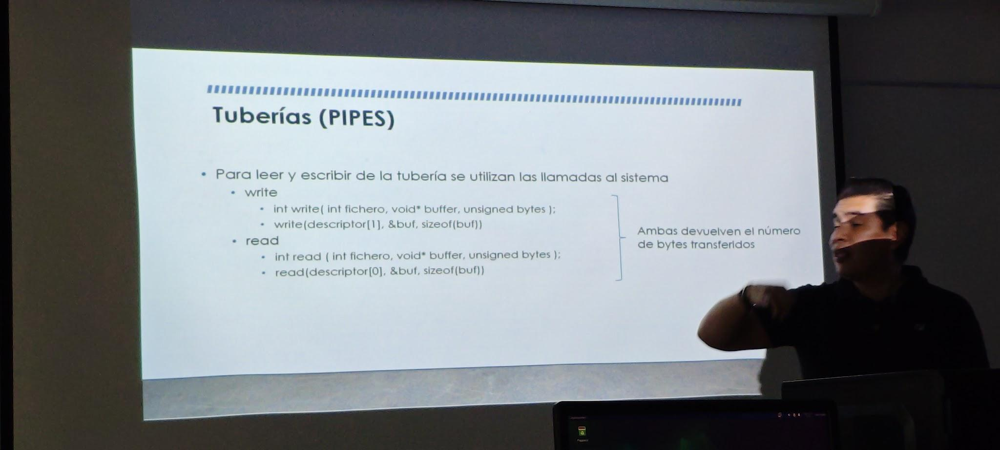 Tuberías (PIPES)
• Para leer y escribir de la tubería se utilizan las llamadas al sistema
• write
• int write( int fichero, void* buffer, unsigned bytes );
• write(descriptor[1], &buf, sizeof(buf))
• read
• int read ( int fichero, void* buffer, unsigned bytes );
• read(descriptor[0], &buf, sizeof(buf))
Ambas devuelven el número
de bytes transferidos